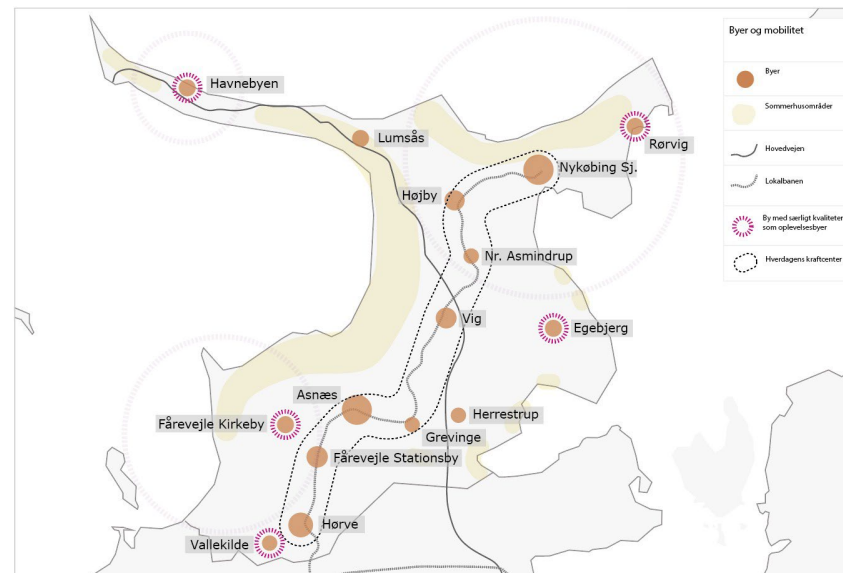 Byer og mobilitet
Byer
Sommerhusområder
Hovedvejen
Lokalbanen
By med særligt kvaliteter
som oplevelsesbyer
Hverdagens kraftcenter
Havnebyen
Lumsås
Rørvig
Nykøbing Sj.
Højby
Nr. Asmindrup
Vig
Egebjerg
Asnæs
Herrestrup
Fårevejle Kirkeby
Grevinge
Fårevejle Stationsby
Hørve
Vallekilde